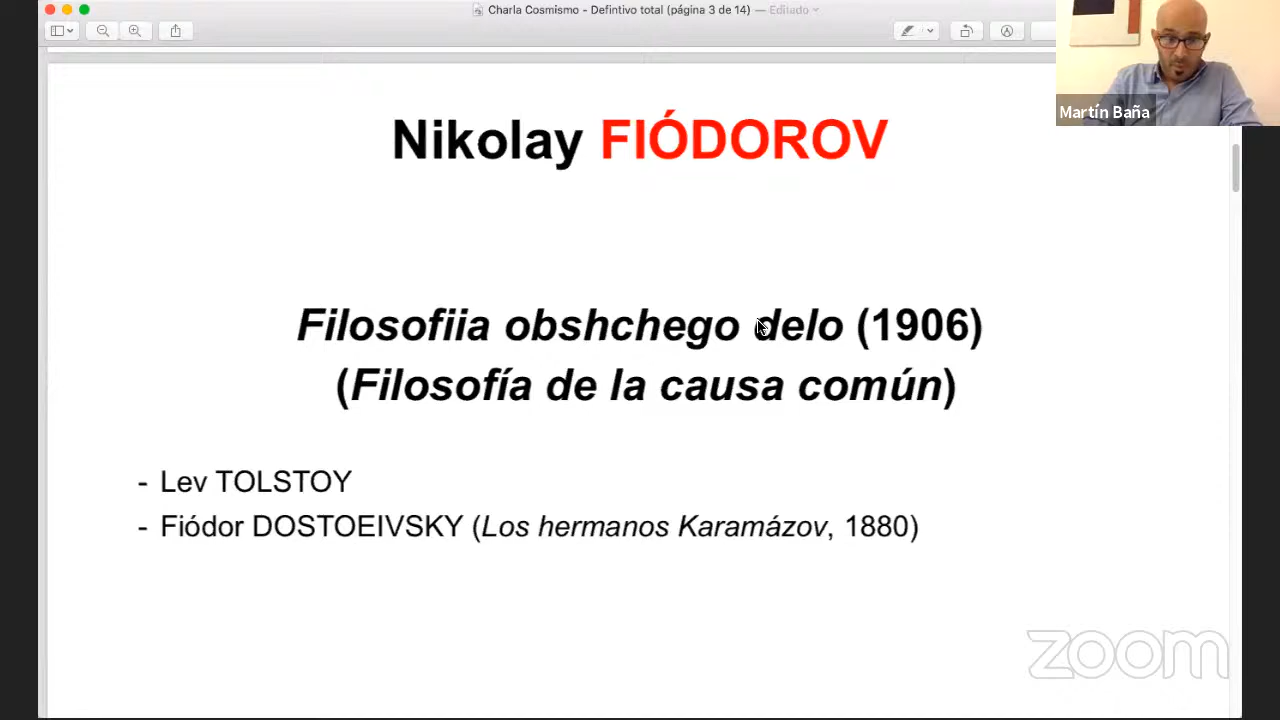 Charla Cosmismo - Defintivo total (página 3 de 14) — Editado
Martín Baña
Nikolay FIÓDOROV
Filosofiia obshchego delo (1906)
(Filosofía de la causa común)
- Lev TOLSTOY
- Fiódor DOSTOEIVSKY (Los hermanos Karamázov, 1880)
zoom